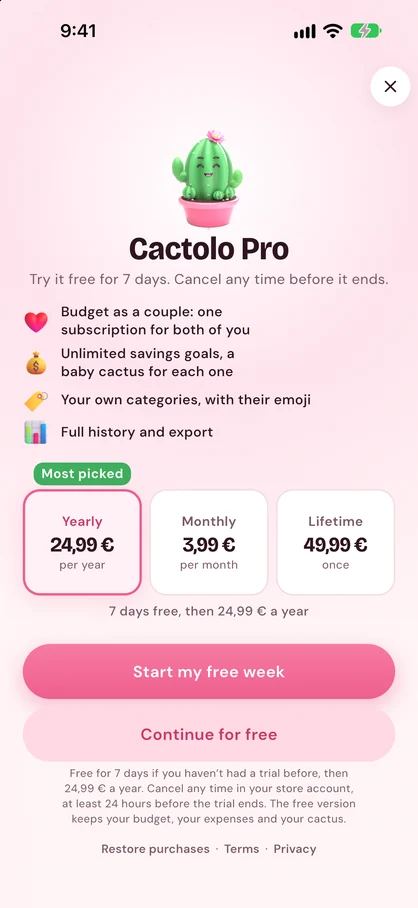 9:41
Cactolo Pro
Try it free for 7 days. Cancel any time before it ends.
Budget as a couple: one
subscription for both of you
Unlimited savings goals, a
baby cactus for each one
Your own categories, with their emoji
Full history and export
Most picked
Yearly
24,99 €
per year
Monthly
3,99 €
per month
Lifetime
49,99 €
once
7 days free, then 24,99 € a year
Start my free week
Continue for free
Free for 7 days if you haven’t had a trial before, then
24,99 € a year. Cancel any time in your store account,
at least 24 hours before the trial ends. The free version
keeps your budget, your expenses and your cactus.
Restore purchases · Terms · Privacy